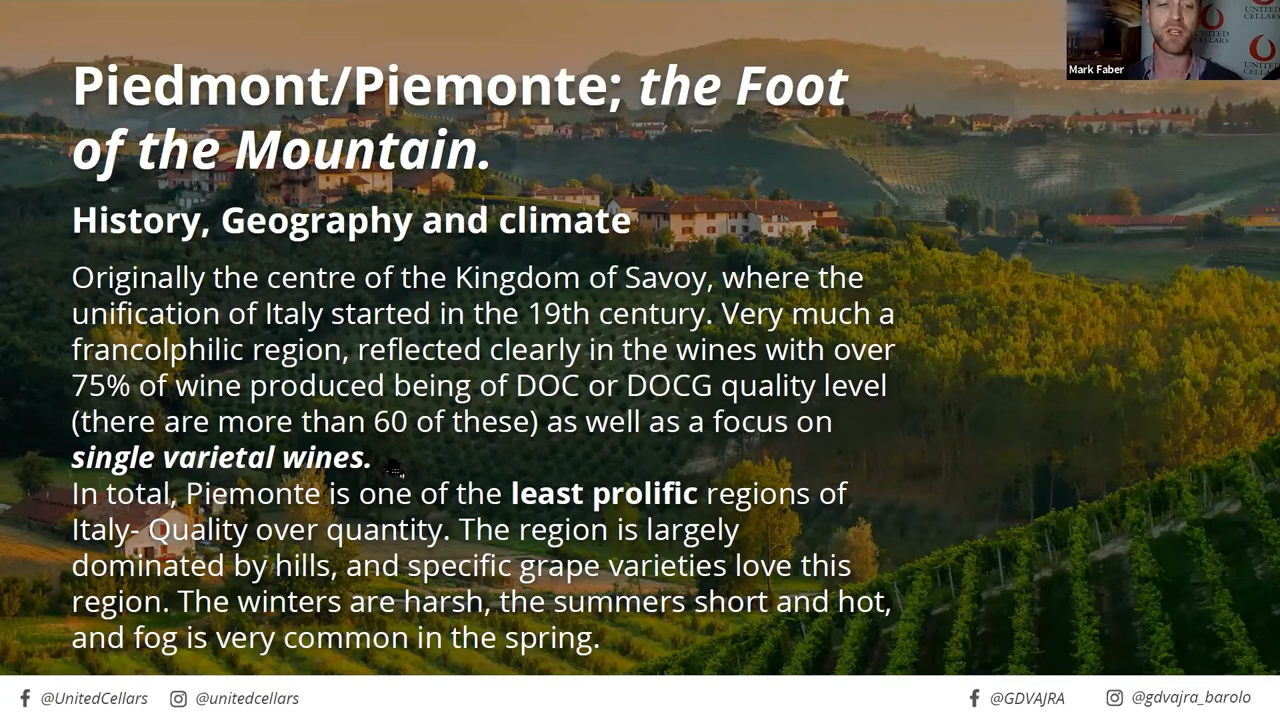 Piedmont/Piemonte; the Foot
of the Mountain.
History, Geography and climate
Originally the centre of the Kingdom of Savoy, where the
unification of Italy started in the 19th century. Very much a
francolphilic region, reflected clearly in the wines with over
75% of wine produced being of DOC or DOCG quality level
(there are more than 60 of these) as well as a focus on
single varietal wines.
In total, Piemonte is one of the least prolific regions of
Italy- Quality over quantity. The region is largely
dominated by hills, and specific grape varieties love this
region. The winters are harsh, the summers short and hot,
and fog is very common in the spring.
Mark Faber
UNITED
CELLARS
UNITED
CELLARS
UNITED
@UnitedCellars
@unitedcellars
@GDVAJRA
@gdvajra_barolo